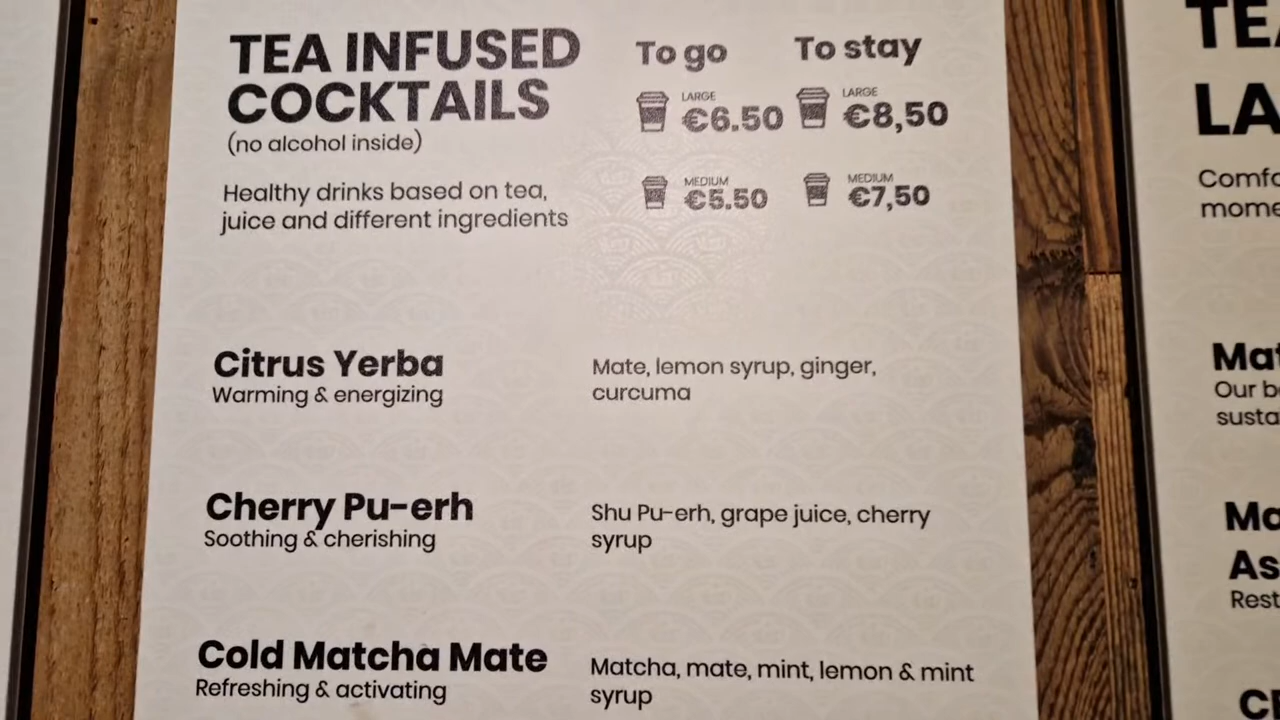 TEA INFUSED
COCKTAILS
(no alcohol inside)
Healthy drinks based on tea,
juice and different ingredients
To go
LARGE
€6.50
MEDIUM
€5.50
To stay
LARGE
€8,50
MEDIUM
€7,50
Citrus Yerba
Warming & energizing
Mate, lemon syrup, ginger,
curcuma
Cherry Pu-erh
Soothing & cherishing
Shu Pu-erh, grape juice, cherry
syrup
Cold Matcha Mate
Refreshing & activating
Matcha, mate, mint, lemon & mint
syrup
LA
Our